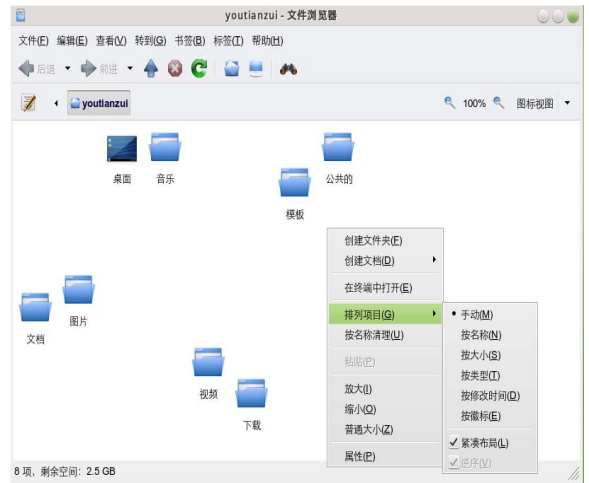 youtianzui - 文件浏览器
文件(F) 编辑(E) 查看(V) 转到(G) 书签(B) 标签(T) 帮助(H)
后退 前进
youtianzui 100% 图标视图
桌面 音乐 公共的
模板
创建文件夹(F)
创建文档(D)
在终端中打开(E)
排列项目(G) 手动(M)
按名称清理(U) 按名称(N)
粘贴(P) 按大小(S)
按类型(T)
放大(I) 按修改时间(D)
缩小(O) 按徽标(E)
普通大小(Z)
紧凑布局(L)
属性(P) 逆序(V)
图片
文档
视频
下载
8 项, 剩余空间: 2.5 GB